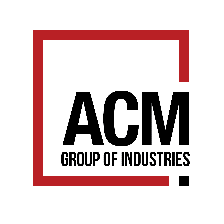 ACM
GROUP OF INDUSTRIES